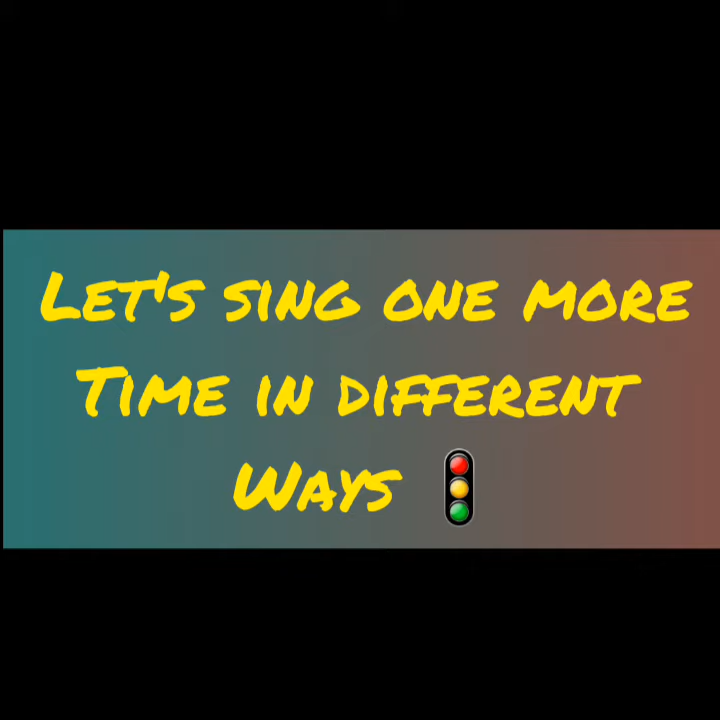 Let's sing one more
Time in different
Ways 🚦